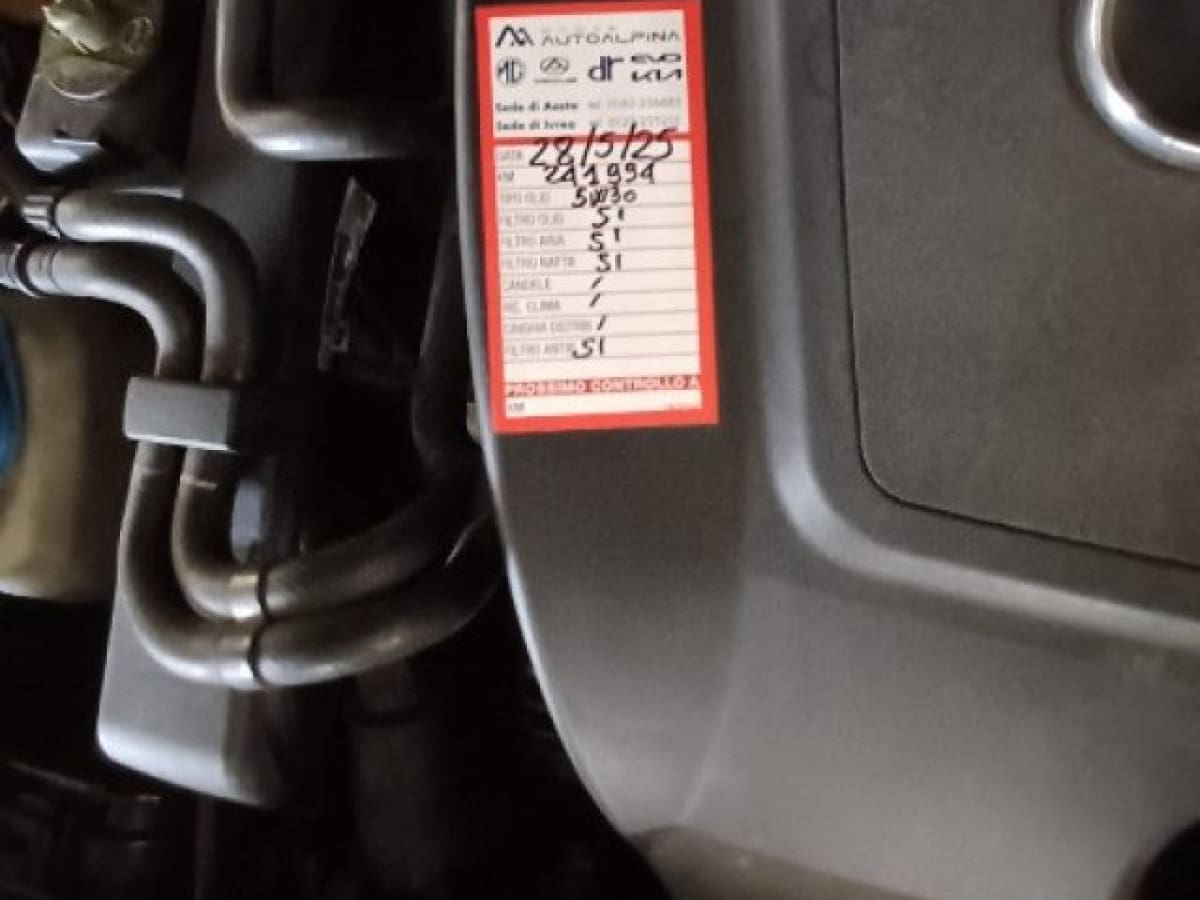 AUTOALPINA
MG dr EVO KIA
Sede di Aosta
Sede di Ivrea
DATA 28/5/25
KM 241994
TIPO OLIO 5W30
FILTRO OLIO SI
FILTRO ARIA SI
FILTRO NAFTA SI
CANDELE /
RIC. CLIMA /
CINGHIA DISTRIB. /
FILTRO ANTIP. SI
PROSSIMO CONTROLLO A
KM